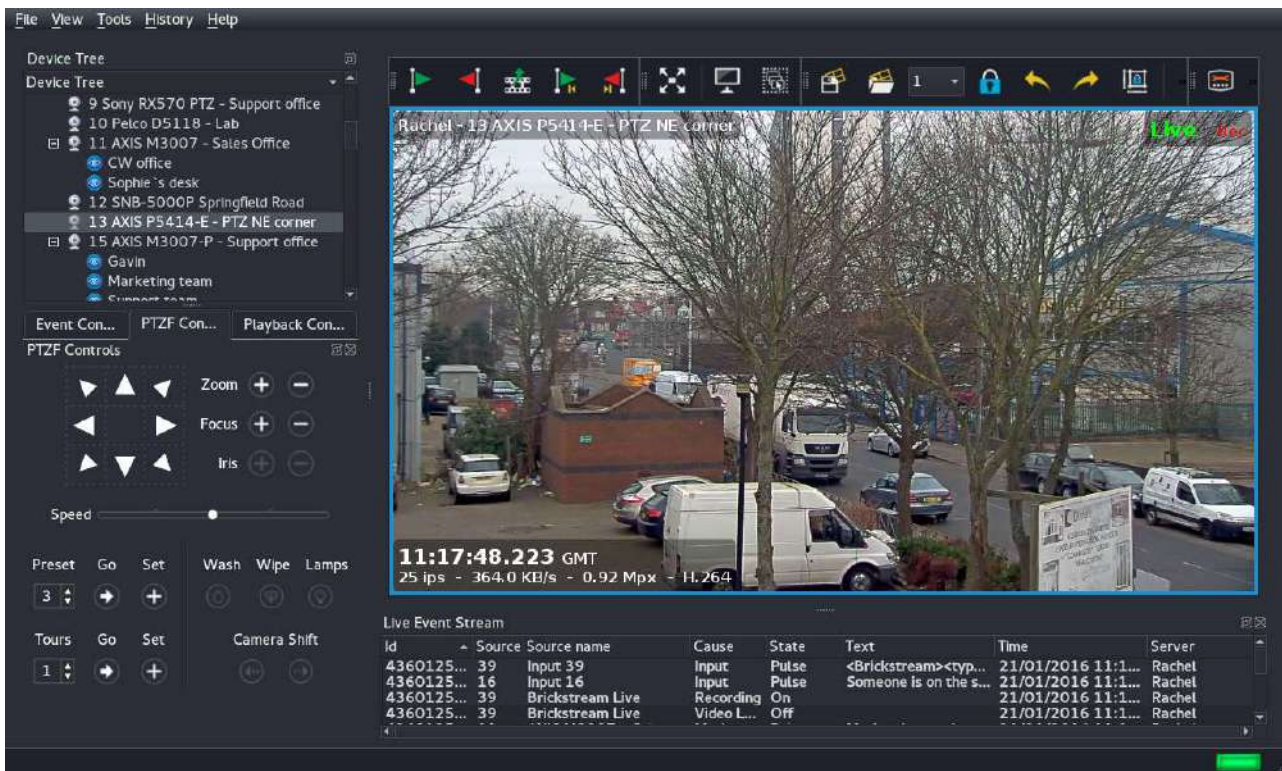 File View Tools History Help
Device Tree
Device Tree
9 Sony RX570 PTZ - Support office
10 Pelco D5118 - Lab
11 AXIS M3007 - Sales Office
CW office
Sophie`s desk
12 SNB-5000P Springfield Road
13 AXIS P5414-E - PTZ NE corner
15 AXIS M3007-P - Support office
Gavin
Marketing team
Support team
Event Con... PTZF Con... Playback Con...
PTZF Controls
Zoom
Focus
Iris
Speed
Preset Go Set Wash Wipe Lamps
3
Tours Go Set Camera Shift
1
1
Rachel - 13 AXIS P5414-E - PTZ NE corner
Live Rec
11:17:48.223 GMT
25 ips - 364.0 KB/s - 0.92 Mpx - H.264
Live Event Stream
Id Source Source name Cause State Text Time Server
4360125... 39 Input 39 Input Pulse <Brickstream><typ... 21/01/2016 11:1... Rachel
4360125... 16 Input 16 Input Pulse Someone is on the s... 21/01/2016 11:1... Rachel
4360125... 39 Brickstream Live Recording On 21/01/2016 11:1... Rachel
4360125... 39 Brickstream Live Video L... Off 21/01/2016 11:1... Rachel